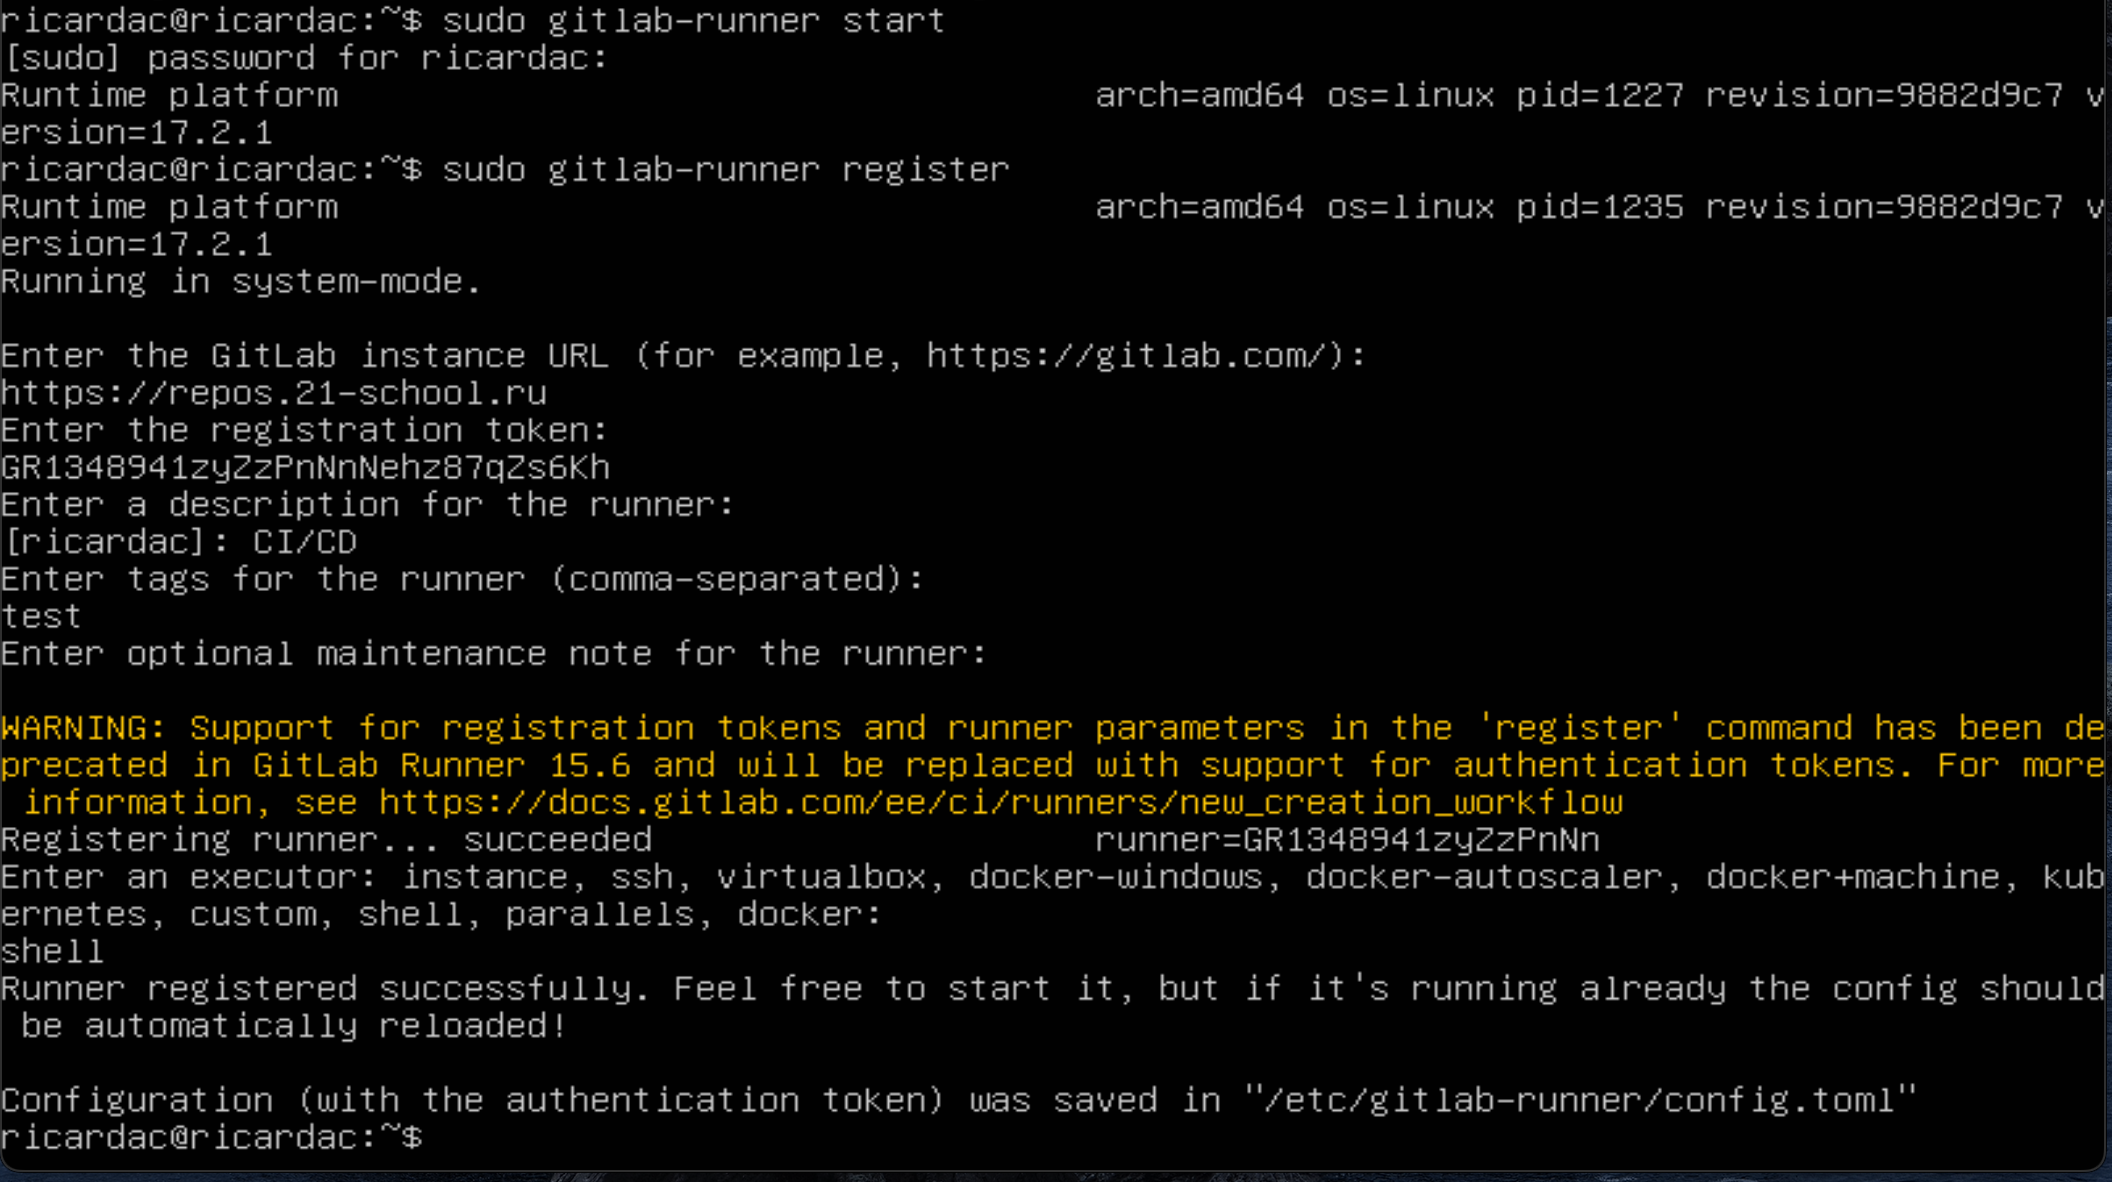 ricardac@ricardac:~$ sudo gitlab-runner start
[sudo] password for ricardac:
Runtime platform                                    arch=amd64 os=linux pid=1227 revision=9882d9c7 v
ersion=17.2.1
ricardac@ricardac:~$ sudo gitlab-runner register
Runtime platform                                    arch=amd64 os=linux pid=1235 revision=9882d9c7 v
ersion=17.2.1
Running in system-mode.

Enter the GitLab instance URL (for example, https://gitlab.com/):
https://repos.21-school.ru
Enter the registration token:
GR1348941zyZzPnNnNehz87qZs6Kh
Enter a description for the runner:
[ricardac]: CI/CD
Enter tags for the runner (comma-separated):
test
Enter optional maintenance note for the runner:

WARNING: Support for registration tokens and runner parameters in the 'register' command has been de
precated in GitLab Runner 15.6 and will be replaced with support for authentication tokens. For more
 information, see https://docs.gitlab.com/ee/ci/runners/new_creation_workflow
Registering runner... succeeded                     runner=GR1348941zyZzPnNn
Enter an executor: instance, ssh, virtualbox, docker-windows, docker-autoscaler, docker+machine, kub
ernetes, custom, shell, parallels, docker:
shell
Runner registered successfully. Feel free to start it, but if it's running already the config should
 be automatically reloaded!

Configuration (with the authentication token) was saved in "/etc/gitlab-runner/config.toml"
ricardac@ricardac:~$